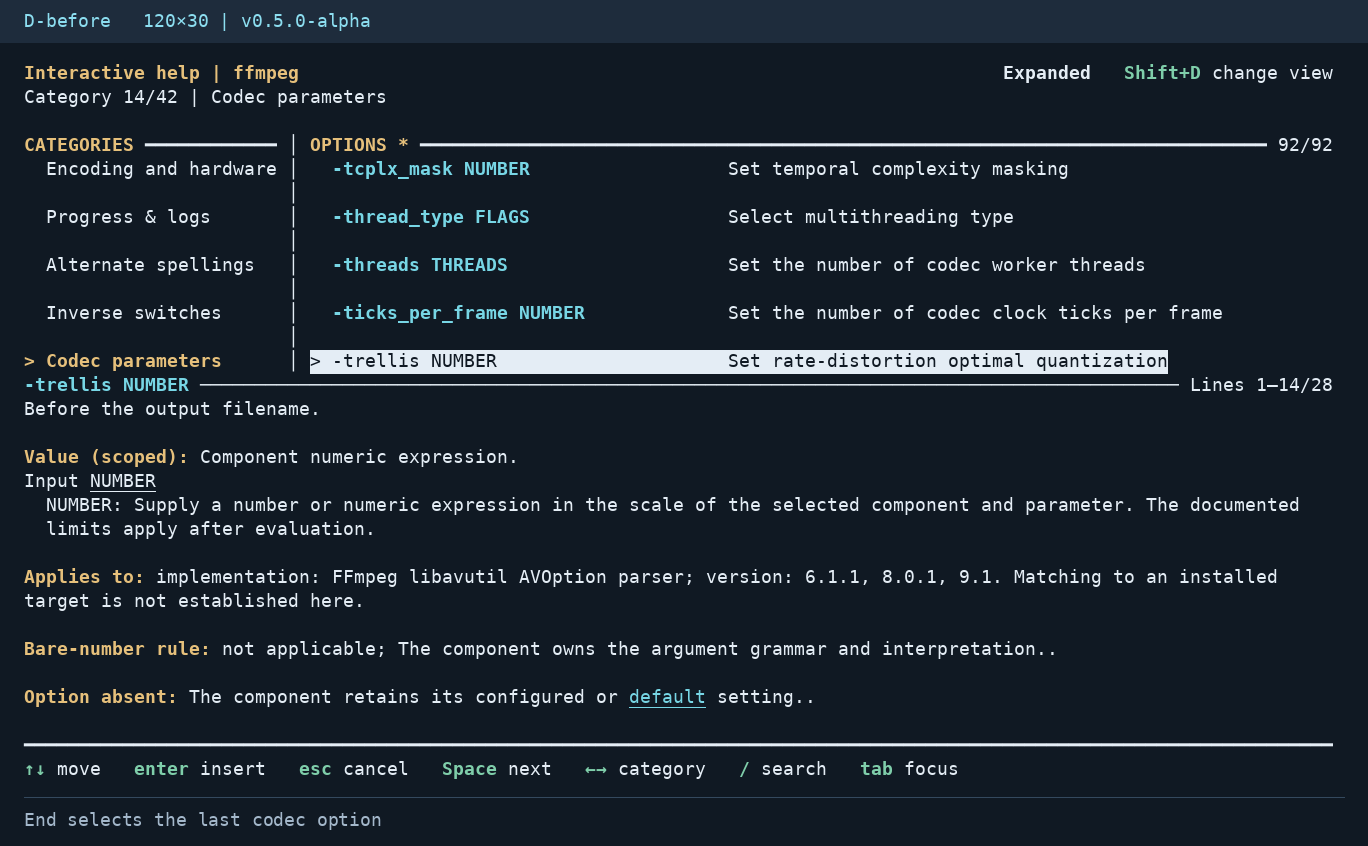 D-before   120×30 | v0.5.0-alpha
Interactive help | ffmpeg   Expanded   Shift+D change view
Category 14/42 | Codec parameters
CATEGORIES │ OPTIONS * 92/92
Encoding and hardware │ -tcplx_mask NUMBER   Set temporal complexity masking
Progress & logs │ -thread_type FLAGS   Select multithreading type
Alternate spellings │ -threads THREADS   Set the number of codec worker threads
Inverse switches │ -ticks_per_frame NUMBER   Set the number of codec clock ticks per frame
> Codec parameters │ > -trellis NUMBER   Set rate-distortion optimal quantization
-trellis NUMBER   Lines 1–14/28
Before the output filename.
Value (scoped): Component numeric expression.
Input NUMBER
NUMBER: Supply a number or numeric expression in the scale of the selected component and parameter. The documented
limits apply after evaluation.
Applies to: implementation: FFmpeg libavutil AVOption parser; version: 6.1.1, 8.0.1, 9.1. Matching to an installed
target is not established here.
Bare-number rule: not applicable; The component owns the argument grammar and interpretation..
Option absent: The component retains its configured or default setting..
↑↓ move   enter insert   esc cancel   Space next   ←→ category   / search   tab focus
End selects the last codec option